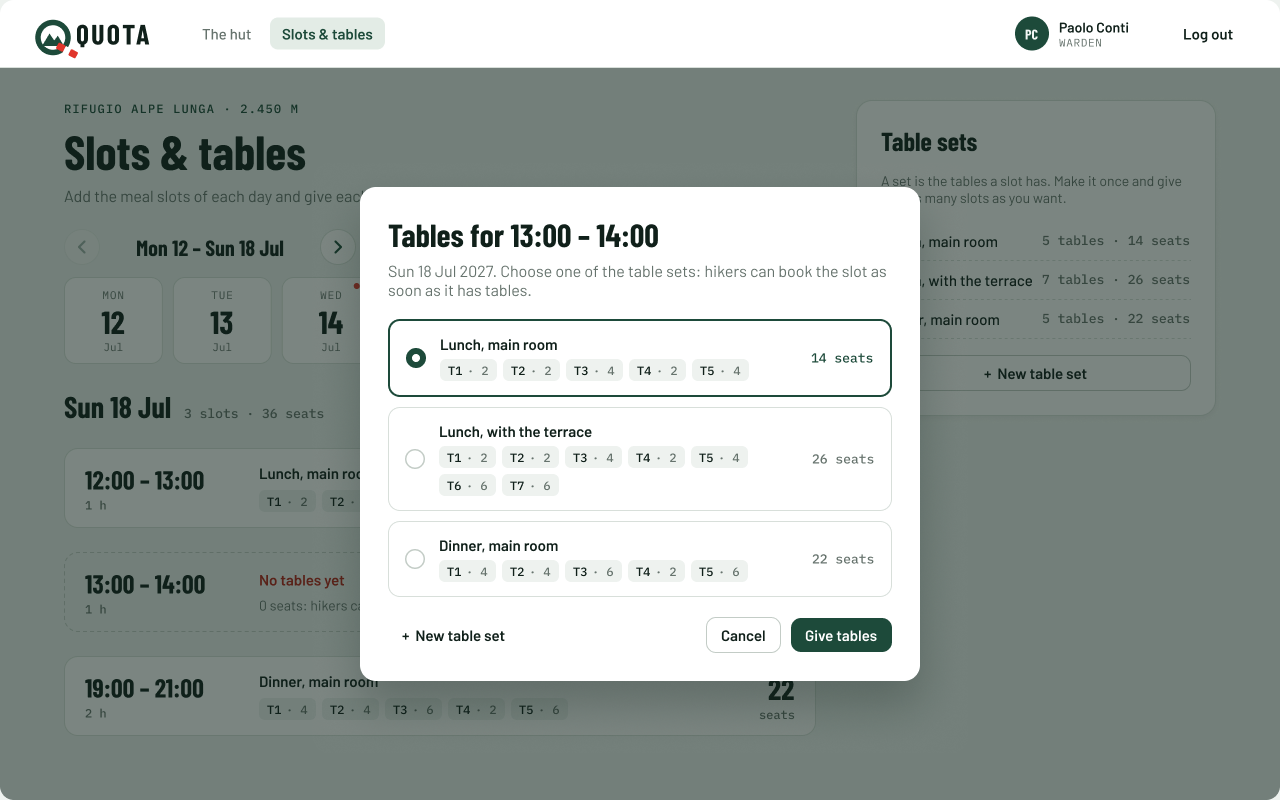 QUOTA
The hut
Slots & tables
PC
Paolo Conti
WARDEN
Log out
RIFUGIO ALPE LUNGA · 2.450 M
Slots & tables
Add the meal slots of each day and give each
Mon 12 – Sun 18 Jul
MON
12
Jul
TUE
13
Jul
WED
14
Jul
Sun 18 Jul
3 slots · 36 seats
12:00 – 13:00
1 h
Lunch, main
T1 · 2
T2 ·
13:00 – 14:00
1 h
No tables yet
0 seats: hikers
19:00 – 21:00
2 h
Dinner, main room
T1 · 4
T2 · 4
T3 · 6
T4 · 2
T5 · 6
22
seats
Table sets
A set is the tables a slot has. Make it once and give
many slots as you want.
, main room
5 tables · 14 seats
, with the terrace
7 tables · 26 seats
, main room
5 tables · 22 seats
+ New table set
Tables for 13:00 – 14:00
Sun 18 Jul 2027. Choose one of the table sets: hikers can book the slot as
soon as it has tables.
Lunch, main room
T1 · 2
T2 · 2
T3 · 4
T4 · 2
T5 · 4
14 seats
Lunch, with the terrace
T1 · 2
T2 · 2
T3 · 4
T4 · 2
T5 · 4
T6 · 6
T7 · 6
26 seats
Dinner, main room
T1 · 4
T2 · 4
T3 · 6
T4 · 2
T5 · 6
22 seats
+ New table set
Cancel
Give tables